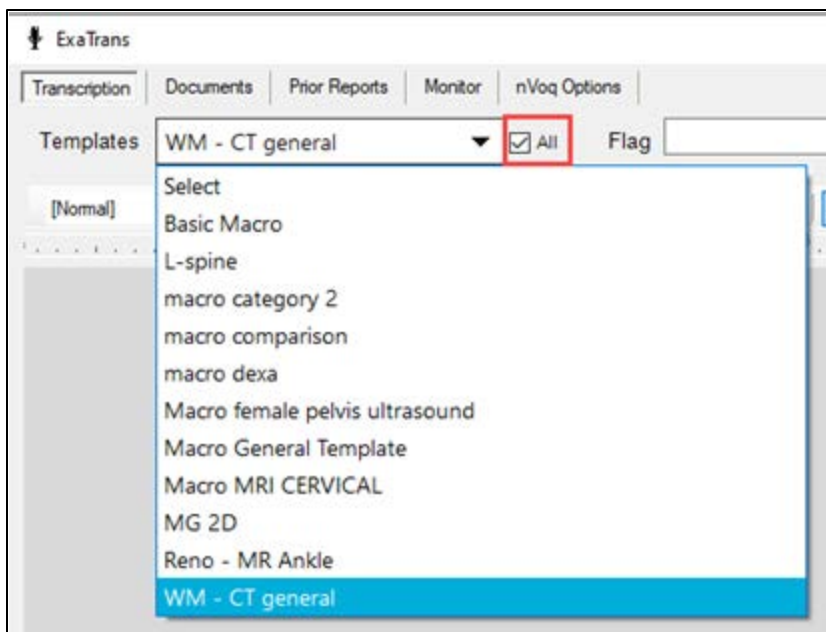 ExaTrans
Transcription Documents Prior Reports Monitor nVoq Options
Templates WM - CT general All Flag
[Normal]
Select
Basic Macro
L-spine
macro category 2
macro comparison
macro dexa
Macro female pelvis ultrasound
Macro General Template
Macro MRI CERVICAL
MG 2D
Reno - MR Ankle
WM - CT general